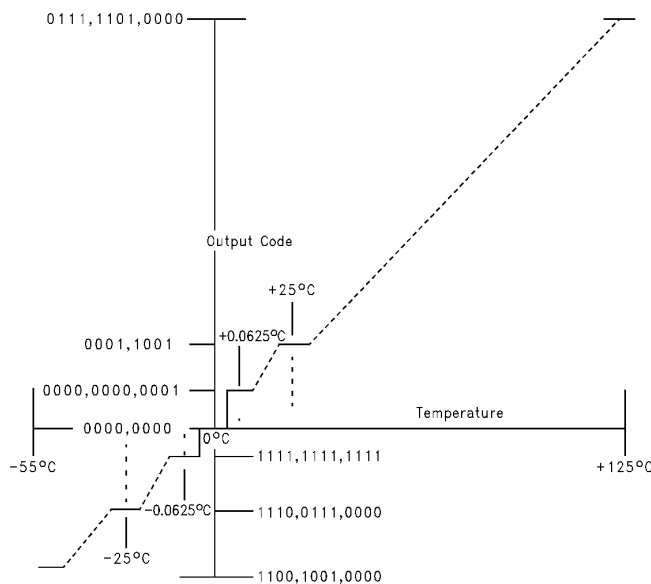 0111,1101,0000
Output Code
+25°C
+0.0625°C
0001,1001
0000,0000,0001
Temperature
0000,0000
0°C
-55°C
+125°C
1111,1111,1111
-0.0625°C
1110,0111,0000
-25°C
1100,1001,0000